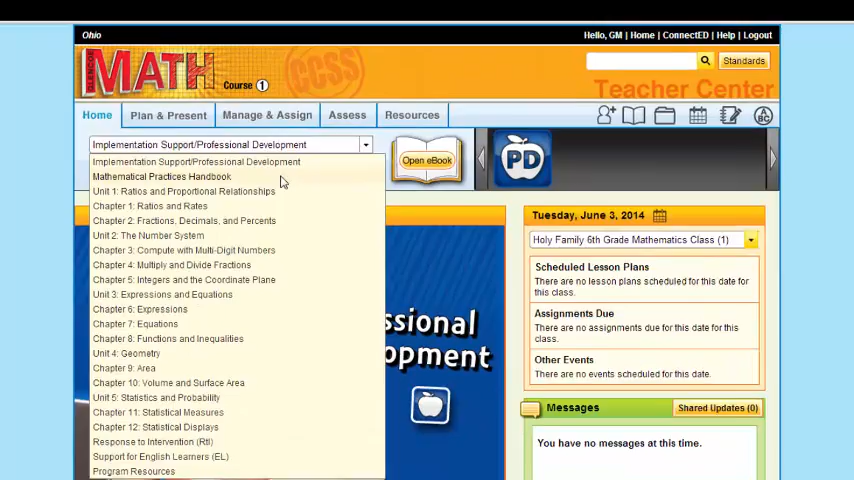 Ohio
Hello, GM | Home | ConnectED | Help | Logout
GLENCOE MATH Course 1
CCSS
Standards
Teacher Center
Home
Plan & Present
Manage & Assign
Assess
Resources
Implementation Support/Professional Development
Implementation Support/Professional Development
Mathematical Practices Handbook
Unit 1: Ratios and Proportional Relationships
Chapter 1: Ratios and Rates
Chapter 2: Fractions, Decimals, and Percents
Unit 2: The Number System
Chapter 3: Compute with Multi-Digit Numbers
Chapter 4: Multiply and Divide Fractions
Chapter 5: Integers and the Coordinate Plane
Unit 3: Expressions and Equations
Chapter 6: Expressions
Chapter 7: Equations
Chapter 8: Functions and Inequalities
Unit 4: Geometry
Chapter 9: Area
Chapter 10: Volume and Surface Area
Unit 5: Statistics and Probability
Chapter 11: Statistical Measures
Chapter 12: Statistical Displays
Response to Intervention (RtI)
Support for English Learners (EL)
Program Resources
Open eBook
PD
ssional
elopment
Tuesday, June 3, 2014
Holy Family 6th Grade Mathematics Class (1)
Scheduled Lesson Plans
There are no lesson plans scheduled for this date for
this class.
Assignments Due
There are no assignments due for this date for this
class.
Other Events
There are no events scheduled for this date.
Messages
Shared Updates (0)
You have no messages at this time.